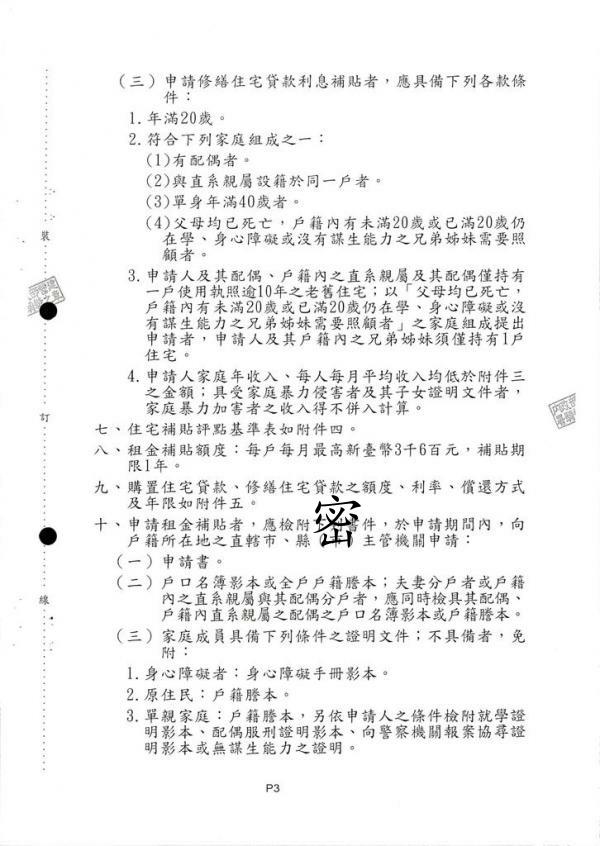 （三）申請修繕住宅貸款利息補貼者，應具備下列各款條
件：
1.年滿20歲。
2.符合下列家庭組成之一：
(1)有配偶者。
(2)與直系親屬設籍於同一戶者。
(3)單身年滿40歲者。
(4)父母均已死亡，戶籍內有未滿20歲或已滿20歲仍
在學、身心障礙或沒有謀生能力之兄弟姊妹需要照
顧者。
裝
3.申請人及其配偶、戶籍內之直系親屬及其配偶僅持有
一戶使用執照逾10年之老舊住宅；以「父母均已死亡，
戶籍內有未滿20歲或已滿20歲仍在學、身心障礙或沒
有謀生能力之兄弟姊妹需要照顧者」之家庭組成提出
申請者，申請人及其戶籍內之兄弟姊妹須僅持有1戶
住宅。
4.申請人家庭年收入、每人每月平均收入均低於附件三
之金額；具受家庭暴力侵害者及其子女證明文件者，
家庭暴力加害者之收入得不併入計算。
訂
七、住宅補貼評點基準表如附件四。
八、租金補貼額度：每戶每月最高新臺幣3千6百元，補貼期
限1年。
九、購置住宅貸款、修繕住宅貸款之額度、利率、償還方式
及年限如附件五。
密
十、申請租金補貼者，應檢附 書件，於申請期間內，向
戶籍所在地之直轄市、縣 主管機關申請：
（一）申請書。
（二）戶口名簿影本或全戶戶籍謄本；夫妻分戶者或戶籍
內之直系親屬與其配偶分戶者，應同時檢具其配偶、
戶籍內直系親屬之配偶之戶口名簿影本或戶籍謄本。
線
（三）家庭成員具備下列條件之證明文件；不具備者，免
附：
1.身心障礙者：身心障礙手冊影本。
2.原住民：戶籍謄本。
3.單親家庭：戶籍謄本，另依申請人之條件檢附就學證
明影本、配偶服刑證明影本、向警察機關報案協尋證
明影本或無謀生能力之證明。
P3